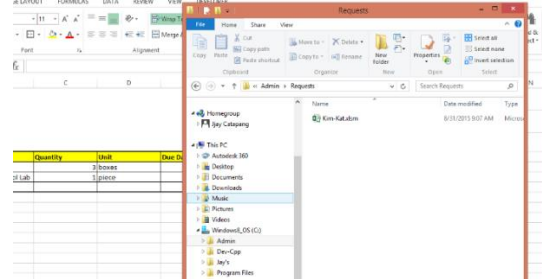 FORMULAS DATA REVIEW VIEW
11
Wrap T
Merge &
Font
Alignment
C D
Quantity Unit Due Da
3 boxes
ol Lab 1 piece
Requests
File Home Share View
Copy Paste
Cut
Copy path
Paste shortcut
Move to Delete
Copy to Rename
New folder
Properties
Select all
Select none
Invert selection
Clipboard Organize New Open Select
« Admin › Requests
Search Requests
Name Date modified Type
Kim-Kat.xlsm 8/31/2015 9:07 AM Micros
Homegroup
Ijay Catapang
This PC
Autodesk 360
Desktop
Documents
Downloads
Music
Pictures
Videos
Windows8_OS (C:)
Admin
Dev-Cpp
Jay's
Program Files